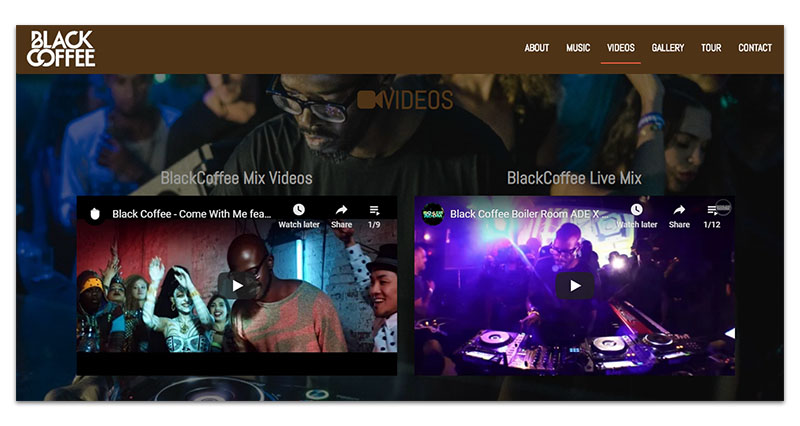 BLACK
COFFEE
ABOUT MUSIC VIDEOS GALLERY TOUR CONTACT
VIDEOS
BlackCoffee Mix Videos
Black Coffee - Come With Me fea...
Watch later
Share
1/9
BlackCoffee Live Mix
Black Coffee Boiler Room ADE X ...
Watch later
Share
1/12